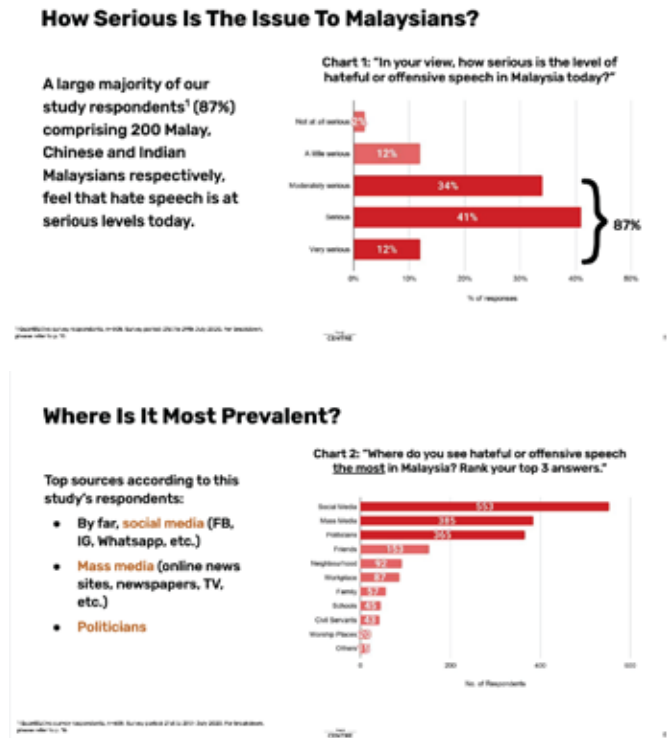 How Serious Is The Issue To Malaysians?
A large majority of our
study respondents¹ (87%)
comprising 200 Malay,
Chinese and Indian
Malaysians respectively,
feel that hate speech is at
serious levels today.
Chart 1: "In your view, how serious is the level of
hateful or offensive speech in Malaysia today?"
Not at all serious 2%
A little serious 12%
Moderately serious 34%
Serious 41%
Very serious 12%
87%
0% 10% 20% 30% 40% 50%
% of responses
CENTRE
Where Is It Most Prevalent?
Top sources according to this
study's respondents:
● By far, social media (FB,
IG, Whatsapp, etc.)
● Mass media (online news
sites, newspapers, TV,
etc.)
● Politicians
Chart 2: "Where do you see hateful or offensive speech
the most in Malaysia? Rank your top 3 answers."
Social Media 553
Mass Media 385
Politicians 365
Friends 153
Neighbourhood 92
Workplace 87
Family 57
Schools 45
Civil Servants 43
Worship Places
Others
0 200 400 600
No. of Respondents
CENTRE